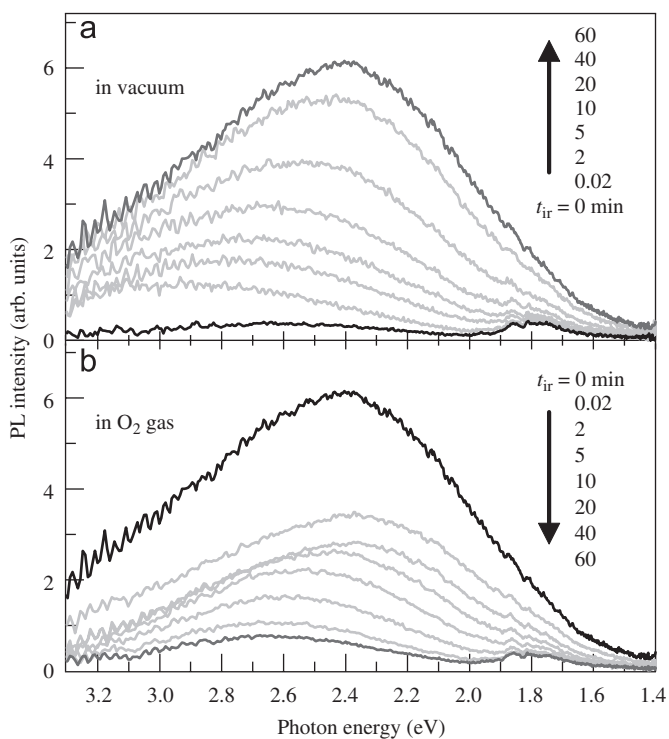 a
in vacuum
60
40
20
10
5
2
0.02
t_ir = 0 min
6
4
2
0
PL intensity (arb. units)
b
in O₂ gas
t_ir = 0 min
0.02
2
5
10
20
40
60
6
4
2
0
3.2 3.0 2.8 2.6 2.4 2.2 2.0 1.8 1.6 1.4
Photon energy (eV)